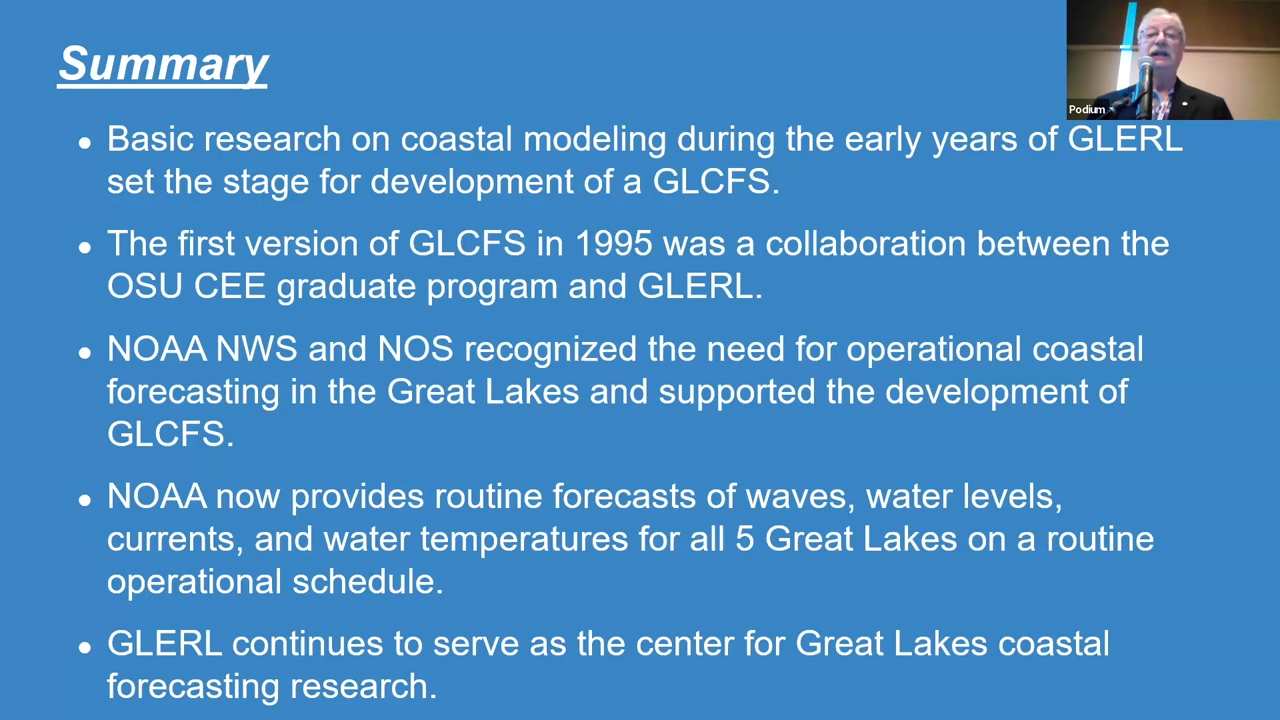 Summary
Podium
• Basic research on coastal modeling during the early years of GLERL
set the stage for development of a GLCFS.
• The first version of GLCFS in 1995 was a collaboration between the
OSU CEE graduate program and GLERL.
• NOAA NWS and NOS recognized the need for operational coastal
forecasting in the Great Lakes and supported the development of
GLCFS.
• NOAA now provides routine forecasts of waves, water levels,
currents, and water temperatures for all 5 Great Lakes on a routine
operational schedule.
• GLERL continues to serve as the center for Great Lakes coastal
forecasting research.